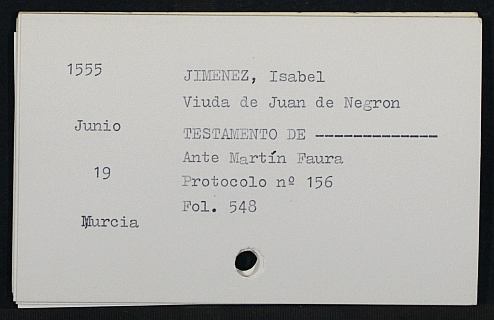 1555
Junio
19
Murcia
JIMENEZ, Isabel
Viuda de Juan de Negron
TESTAMENTO DE -------------
Ante Martín Faura
Protocolo nº 156
Fol. 548